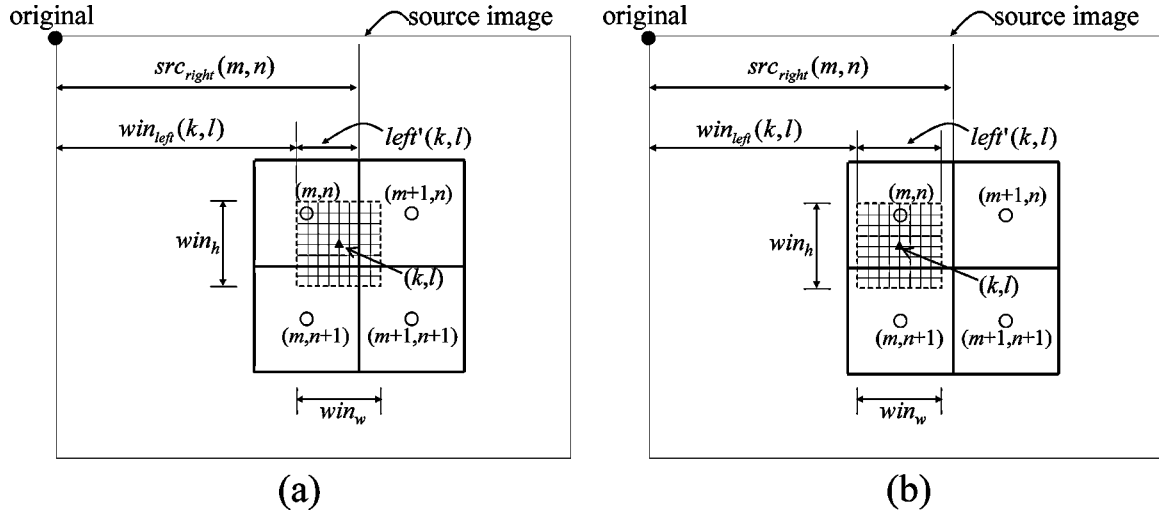 original
source image
src_right(m,n)
win_left(k,l)
left'(k,l)
(m,n)
(m+1,n)
win_h
(k,l)
(m,n+1)
(m+1,n+1)
win_w
(a)
original
source image
src_right(m,n)
win_left(k,l)
left'(k,l)
(m,n)
(m+1,n)
win_h
(k,l)
(m,n+1)
(m+1,n+1)
win_w
(b)